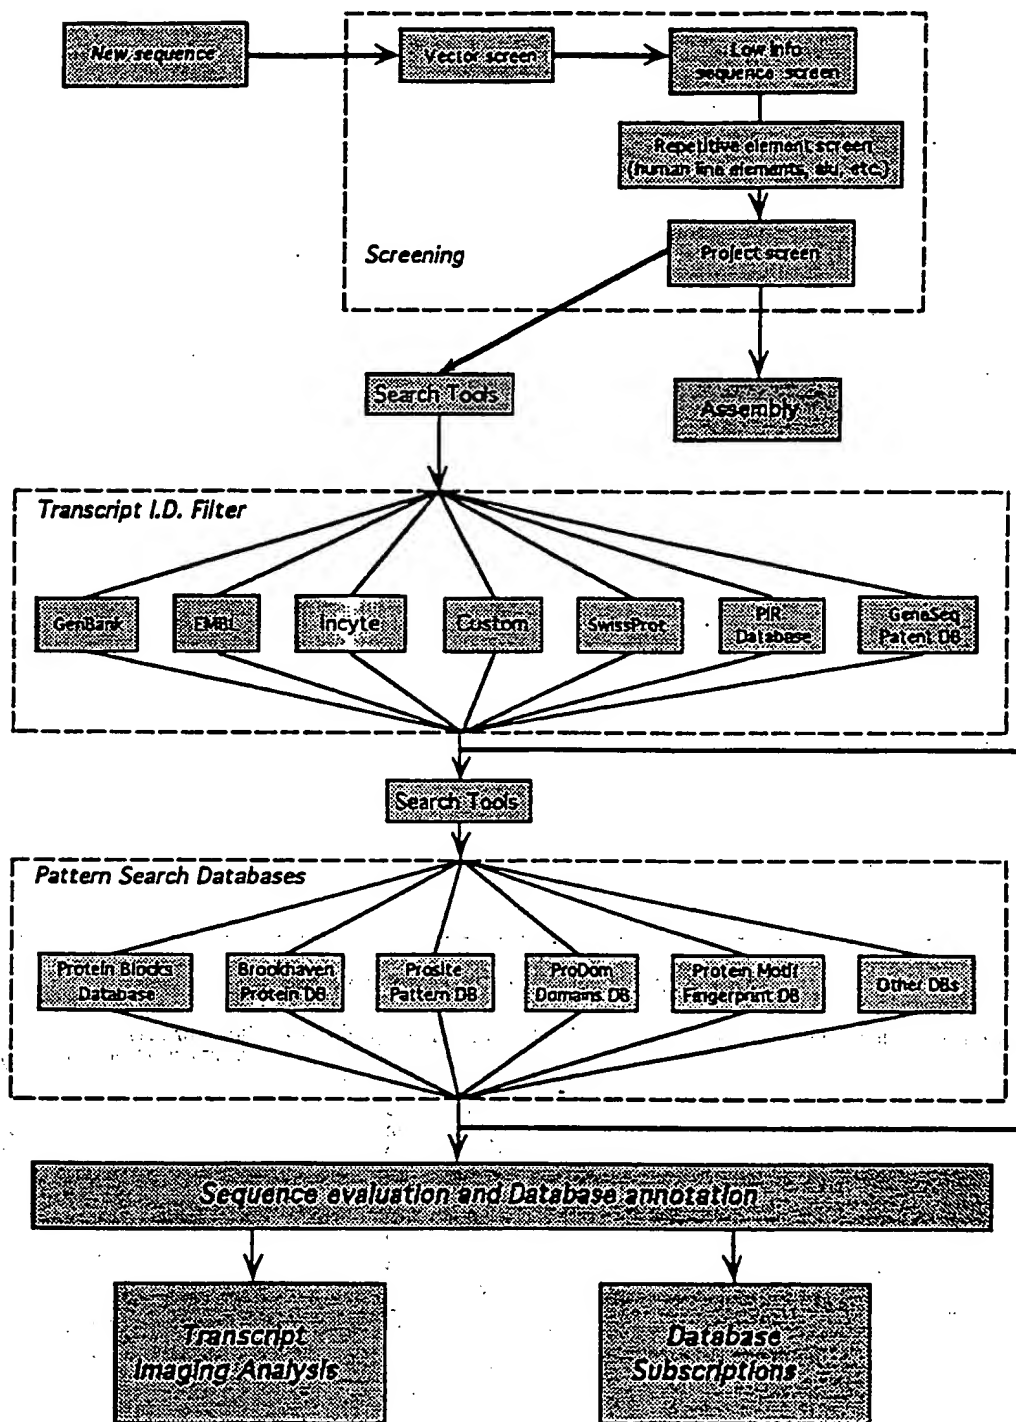 New sequence
Vector screen
Low info
sequence screen
Repetitive element screen
(human line elements, alu, etc.)
Screening
Project screen
Search Tools
Assembly
Transcript I.D. Filter
GenBank
EMBL
Incyte
Custom
SwissProt
PIR
Database
GeneSeq
Patent DB
Search Tools
Pattern Search Databases
Protein Blocks
Database
Brookhaven
Protein DB
Prosite
Pattern DB
ProDom
Domains DB
Protein Motif
Fingerprint DB
Other DBs
Sequence evaluation and Database annotation
Transcript
Imaging Analysis
Database
Subscriptions